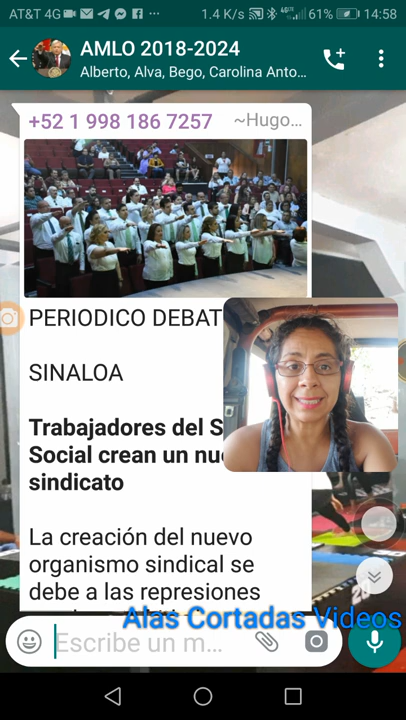 AT&T 4G 1.4 K/s 61% 14:58
AMLO 2018-2024
Alberto, Alva, Bego, Carolina Anto...
+52 1 998 186 7257 ~Hugo...
PERIODICO DEBAT
SINALOA
Trabajadores del S
Social crean un nu
sindicato
La creación del nuevo
organismo sindical se
debe a las represiones
Alas Cortadas Videos
Escribe un m...